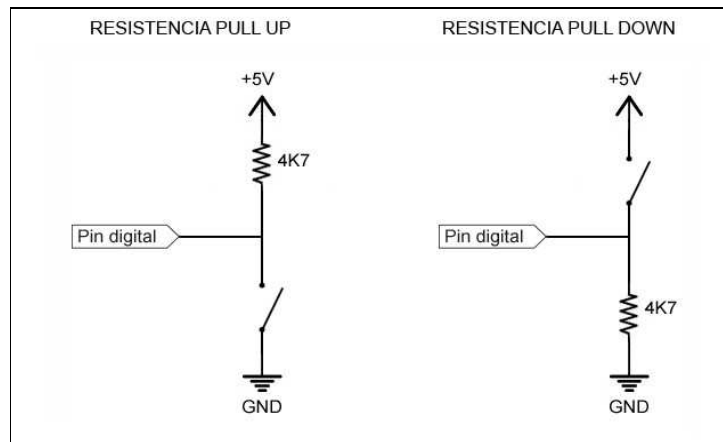 RESISTENCIA PULL UP
+5V
4K7
Pin digital
GND
RESISTENCIA PULL DOWN
+5V
Pin digital
4K7
GND